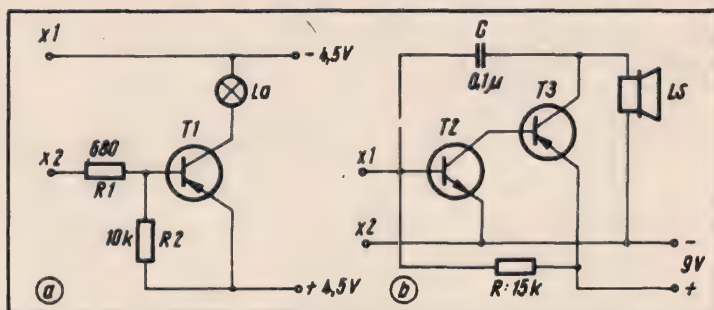 x1
- 4,5V
La
T1
x2
680
R1
10k
R2
+ 4,5V
a
C
0,1µ
T3
LS
T2
x1
x2
-
9V
R: 15k
+
b